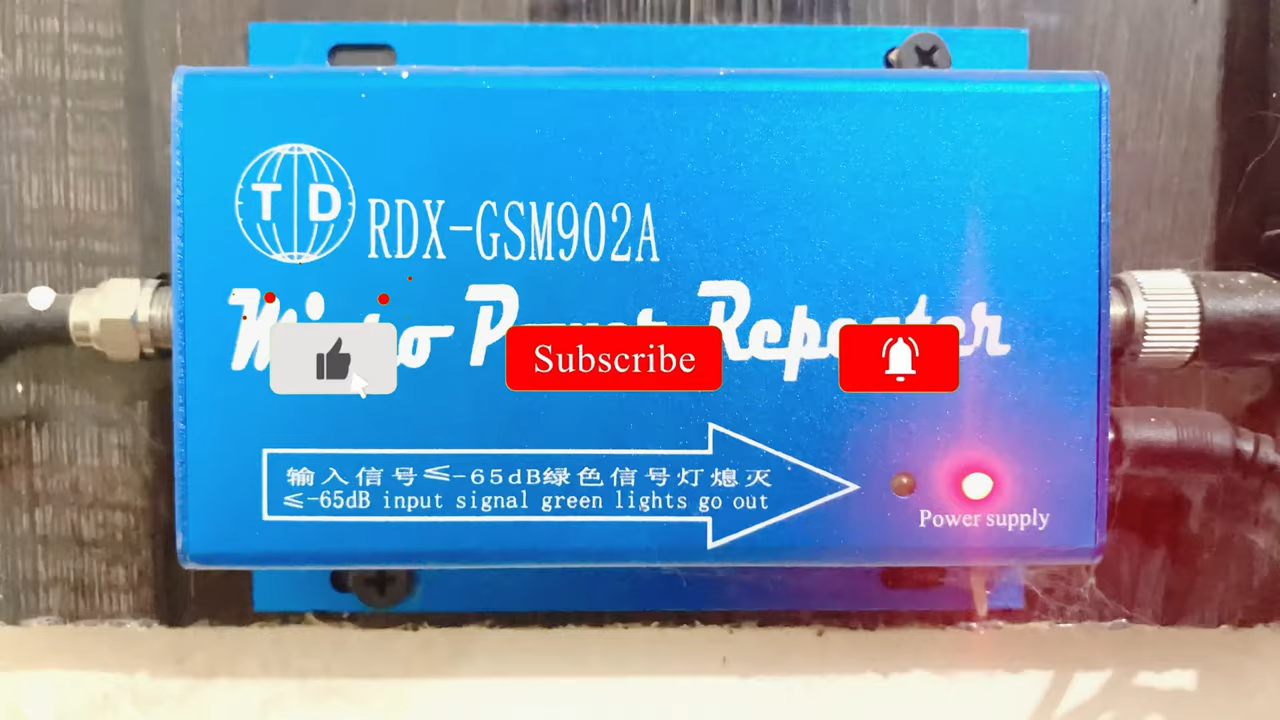 TD
RDX-GSM902A
Repeater
Subscribe
输入信号≤-65dB绿色信号灯熄灭
≤-65dB input signal green lights go out
Power supply